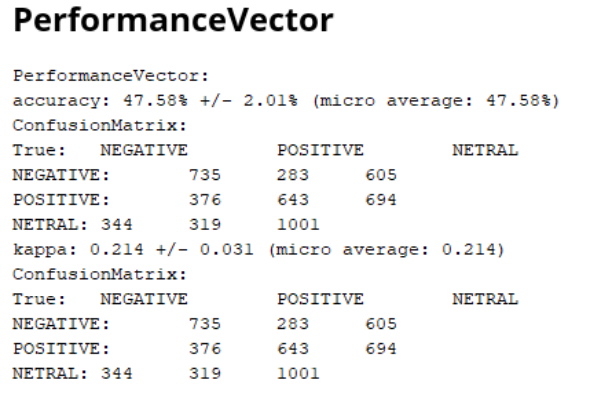 PerformanceVector
PerformanceVector:
accuracy: 47.58% +/- 2.01% (micro average: 47.58%)
ConfusionMatrix:
True: NEGATIVE POSITIVE NETRAL
NEGATIVE: 735 283 605
POSITIVE: 376 643 694
NETRAL: 344 319 1001
kappa: 0.214 +/- 0.031 (micro average: 0.214)
ConfusionMatrix:
True: NEGATIVE POSITIVE NETRAL
NEGATIVE: 735 283 605
POSITIVE: 376 643 694
NETRAL: 344 319 1001